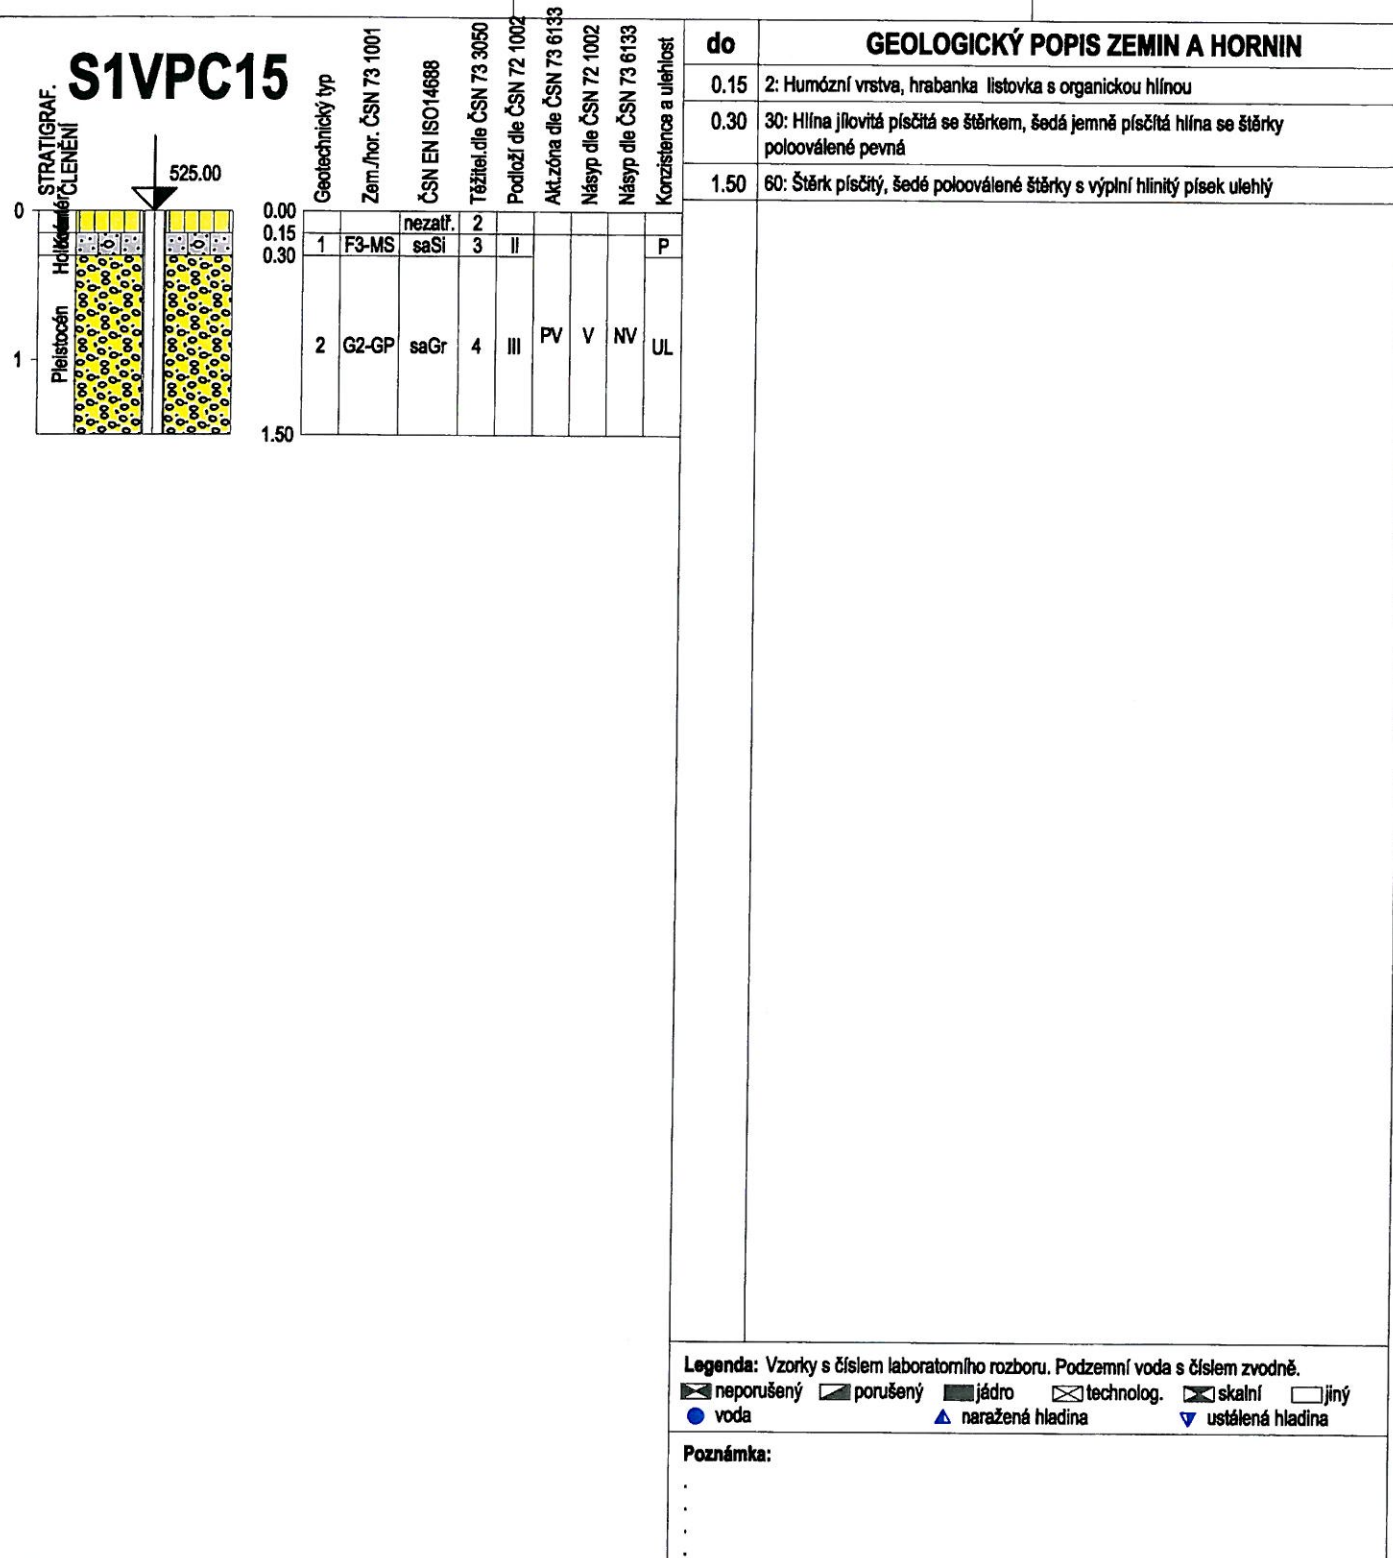 S1VPC15
STRATIGRAF.
ČLENĚNÍ
525.00
0
1
Pleistocén
Geotechnický typ
Zem./hor. ČSN 73 1001
ČSN EN ISO14688
Těžitel.dle ČSN 73 3050
Podloží dle ČSN 72 1002
Akt.zóna dle ČSN 73 6133
Násyp dle ČSN 72 1002
Násyp dle ČSN 73 6133
Konzistence a ulehlost
0.00
nezatř. 2
0.15
1 F3-MS saSi 3 II P
0.30
2 G2-GP saGr 4 III PV V NV UL
1.50
do GEOLOGICKÝ POPIS ZEMIN A HORNIN
0.15 2: Humózní vrstva, hrabanka listovka s organickou hlínou
0.30 30: Hlína jílovitá písčitá se štěrkem, šedá jemně písčítá hlína se štěrky
polooválené pevná
1.50 60: Štěrk písčitý, šedé polooválené štěrky s výplní hlinitý písek ulehlý
Legenda: Vzorky s číslem laboratorního rozboru. Podzemní voda s číslem zvodně.
neporušený porušený jádro technolog. skalní jiný
voda naražená hladina ustálená hladina
Poznámka:
.
.
.
.